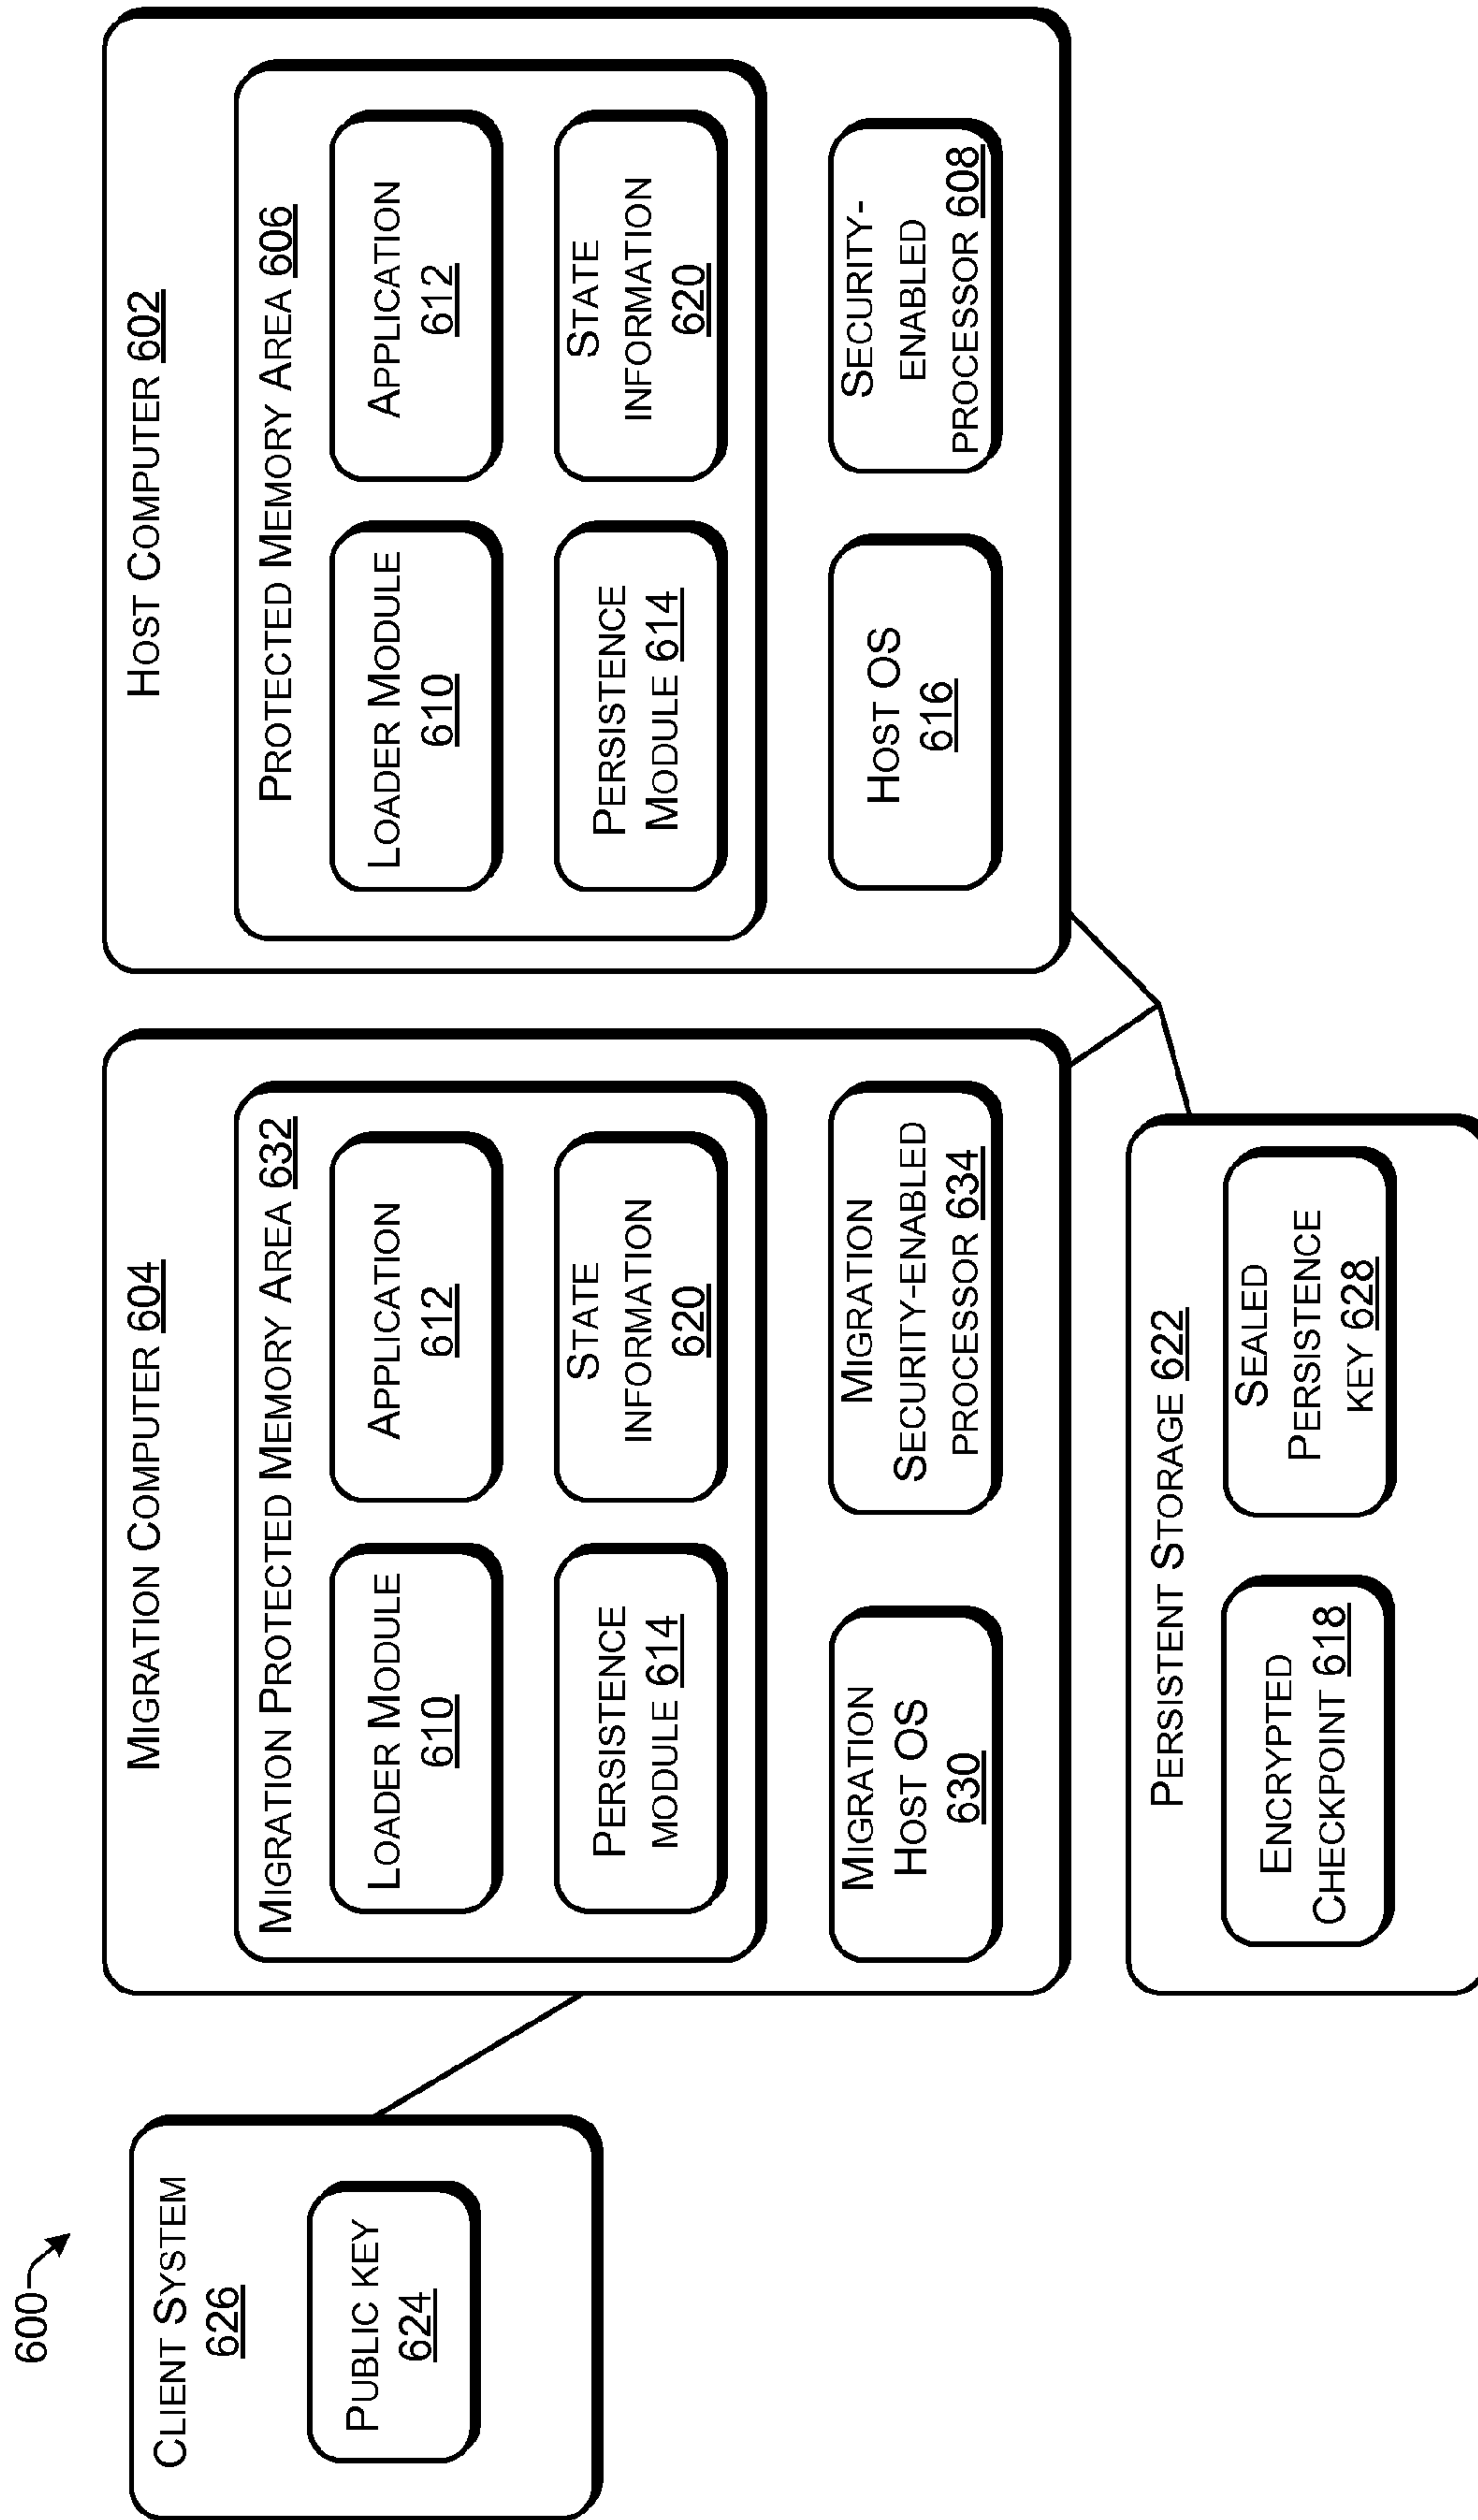 600
CLIENT SYSTEM
626
PUBLIC KEY
624
MIGRATION COMPUTER 604
MIGRATION PROTECTED MEMORY AREA 632
LOADER MODULE
610
APPLICATION
612
PERSISTENCE
MODULE 614
STATE
INFORMATION
620
MIGRATION
HOST OS
630
MIGRATION
SECURITY-ENABLED
PROCESSOR 634
HOST COMPUTER 602
PROTECTED MEMORY AREA 606
LOADER MODULE
610
APPLICATION
612
PERSISTENCE
MODULE 614
STATE
INFORMATION
620
HOST OS
616
SECURITY-
ENABLED
PROCESSOR 608
PERSISTENT STORAGE 622
ENCRYPTED
CHECKPOINT 618
SEALED
PERSISTENCE
KEY 628